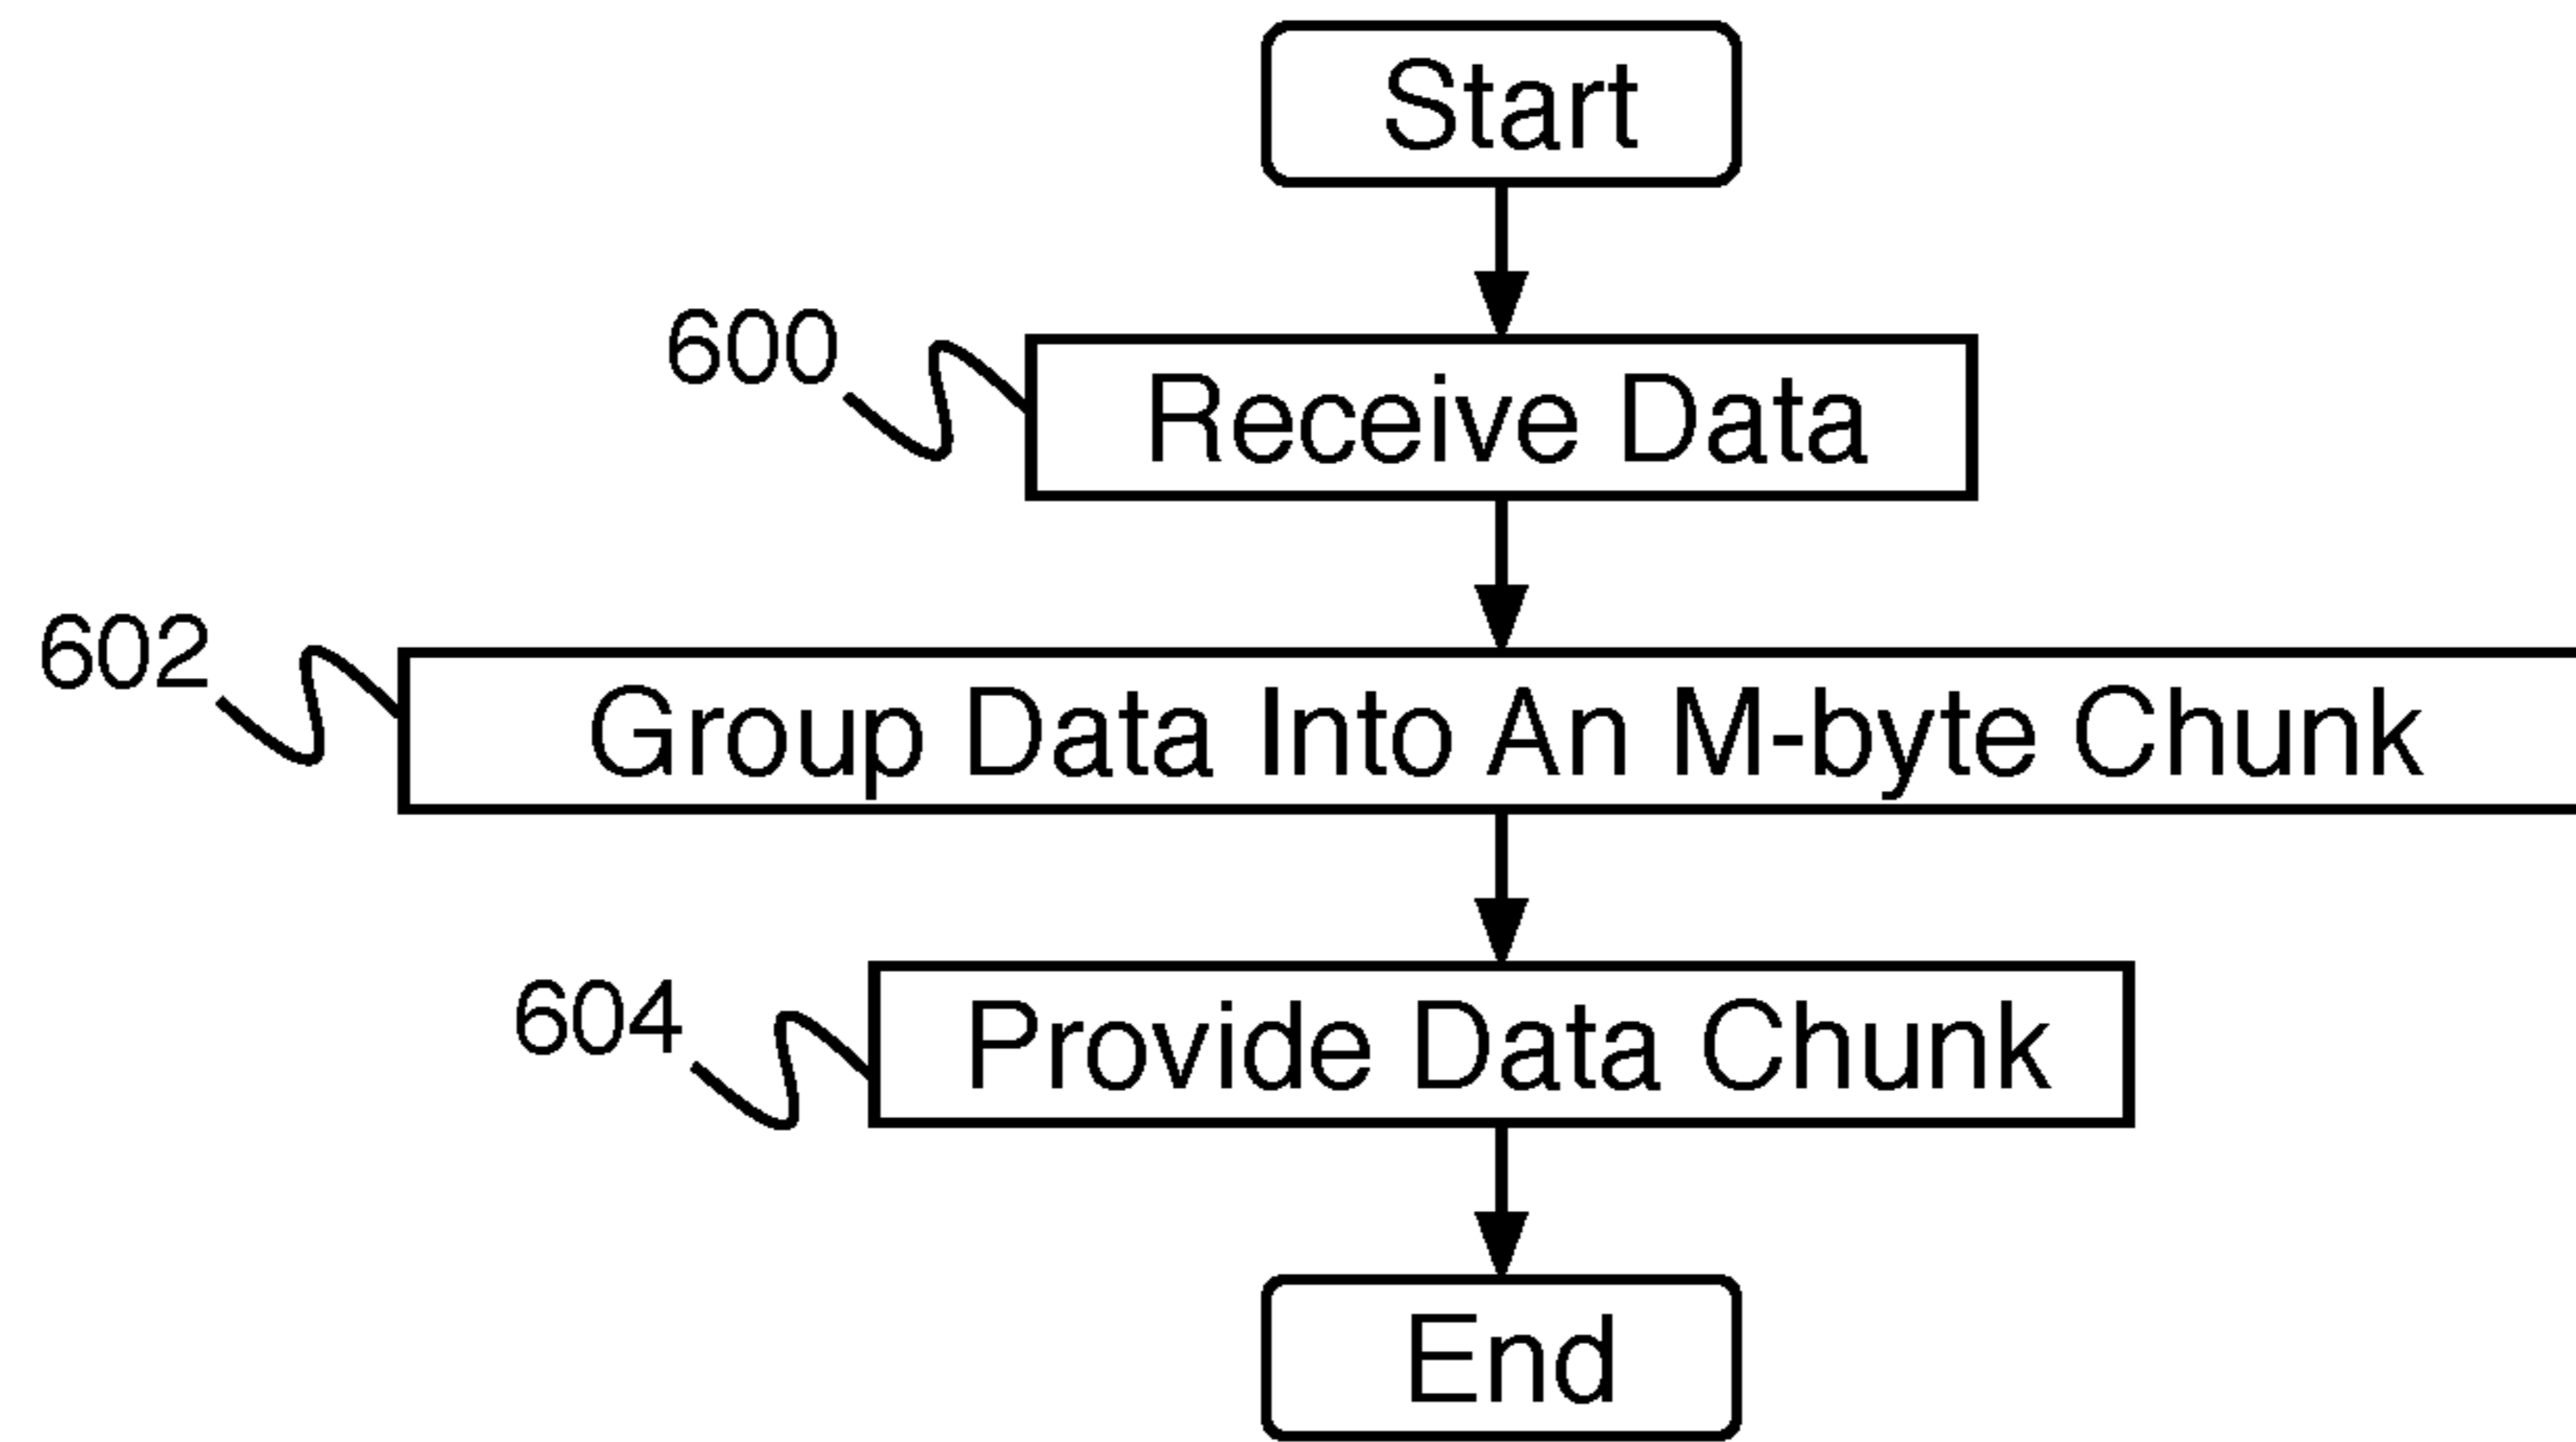 Start
600
Receive Data
602
Group Data Into An M-byte Chunk
604
Provide Data Chunk
End